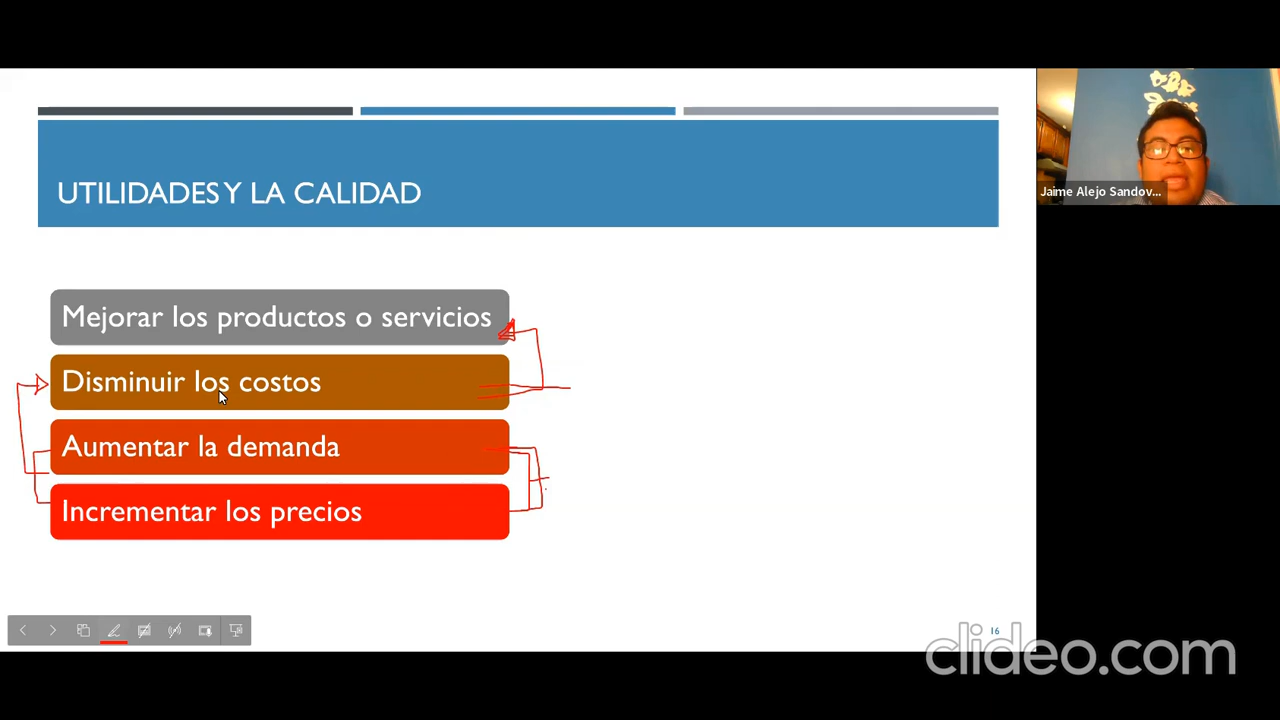 UTILIDADES Y LA CALIDAD
Jaime Alejo Sandov...
Mejorar los productos o servicios
Disminuir los costos
Aumentar la demanda
Incrementar los precios
16
clideo.com